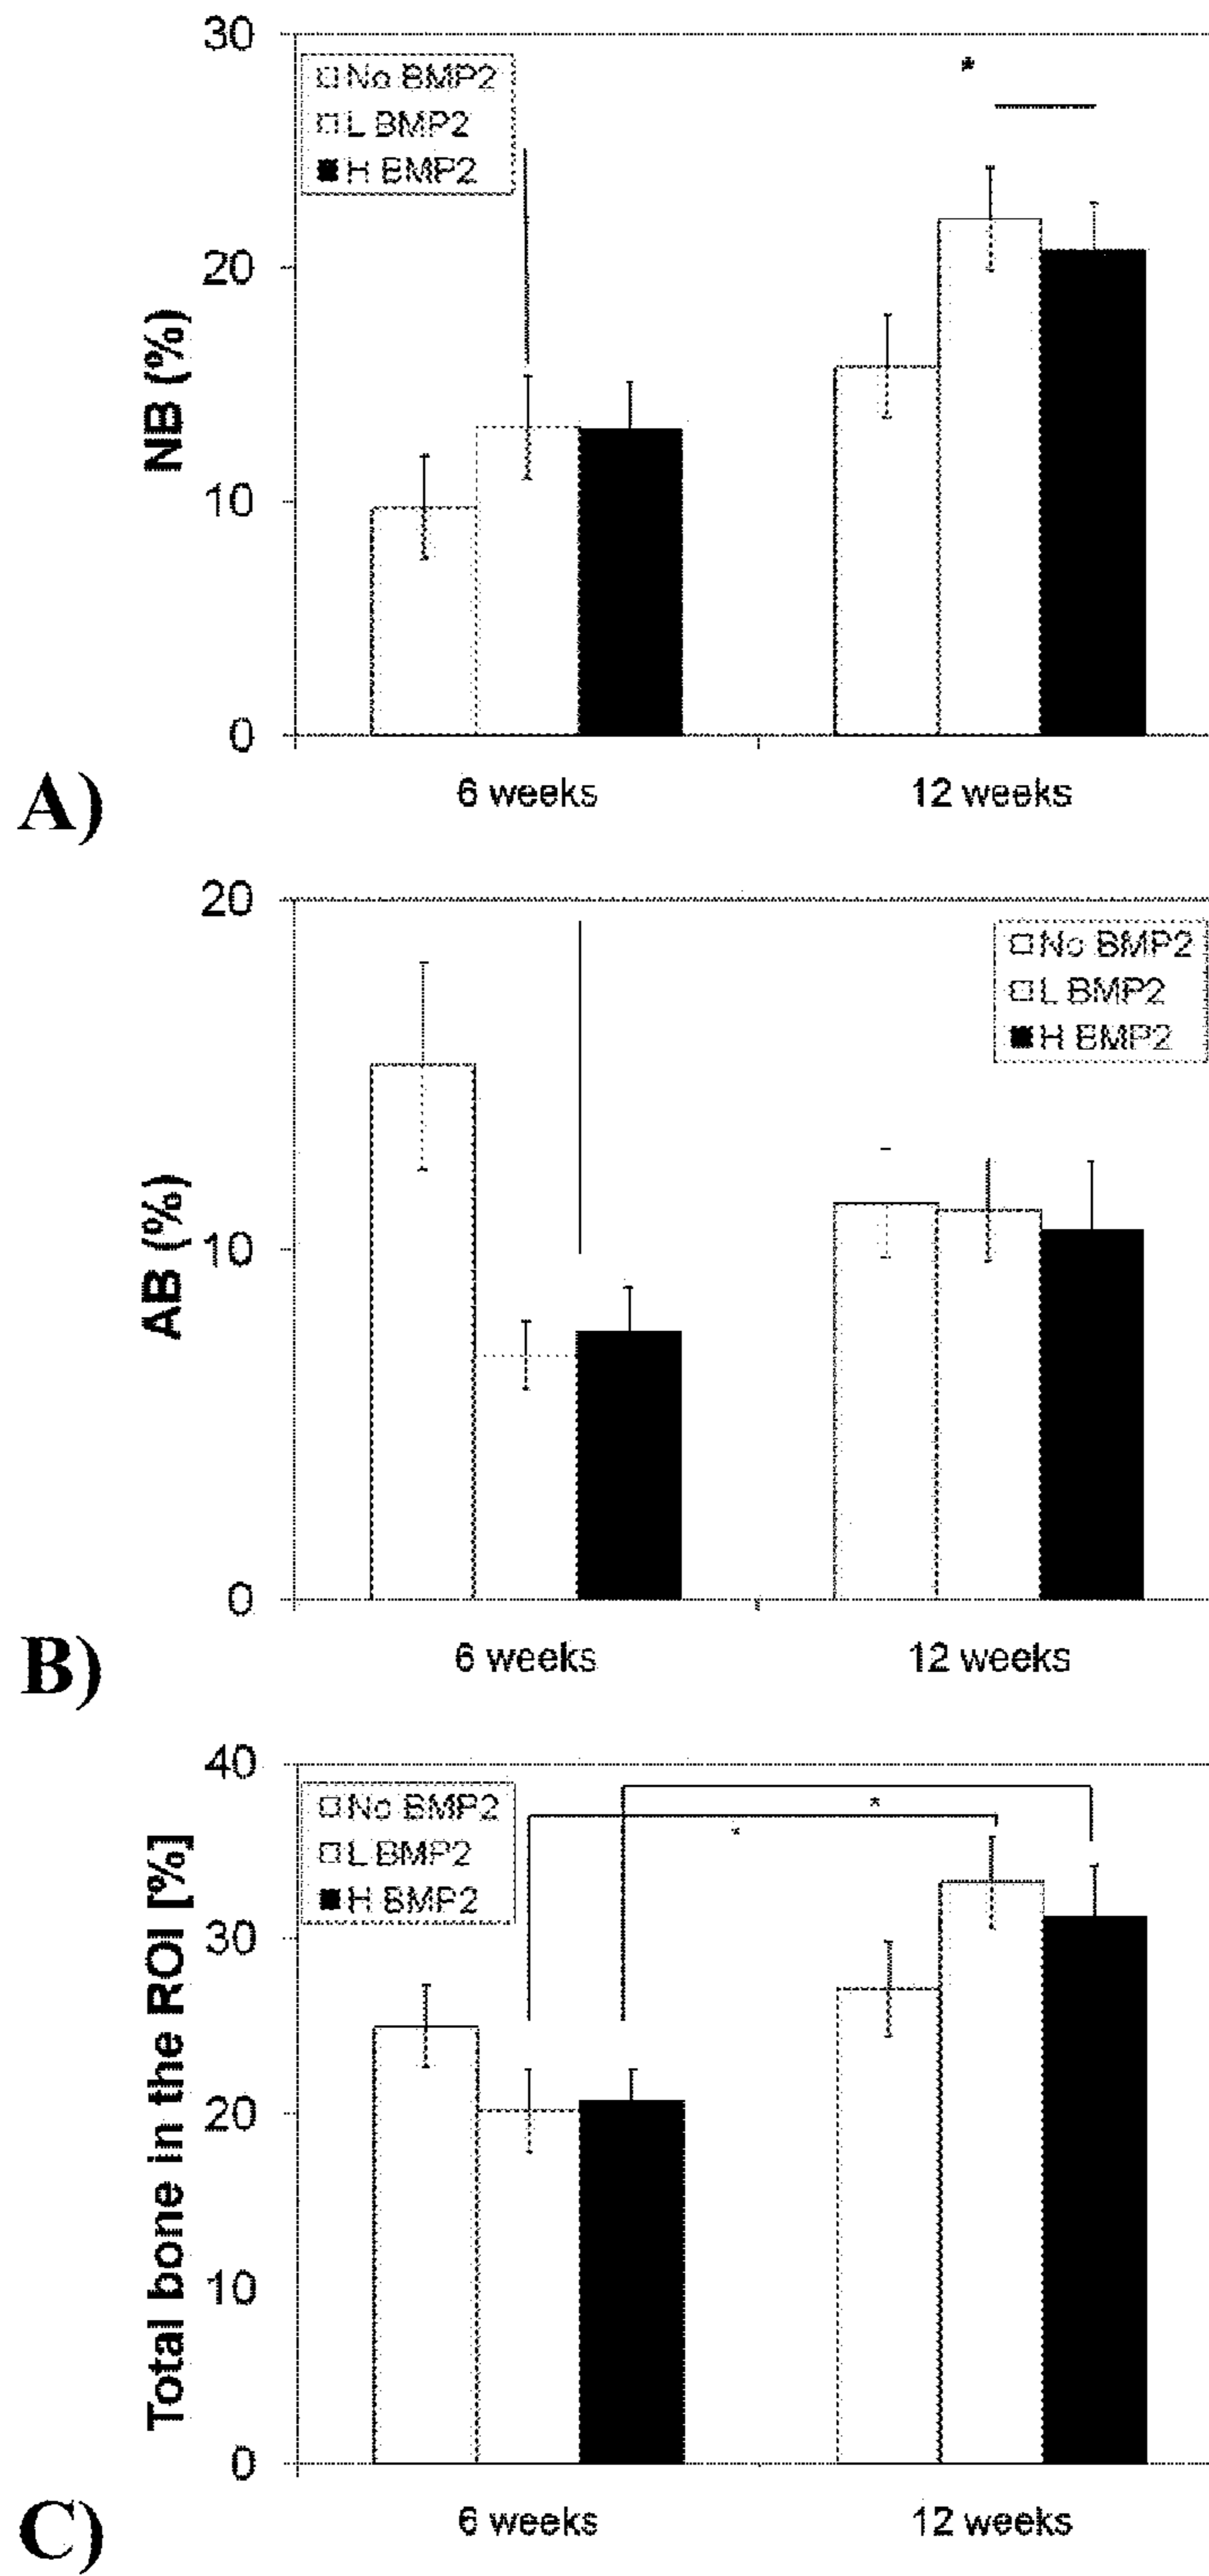 30
No BMP2
L BMP2
H BMP2
*
20
NB (%)
10
0
6 weeks
12 weeks
A)
20
No BMP2
L BMP2
H BMP2
AB (%)
10
0
6 weeks
12 weeks
B)
40
No BMP2
L BMP2
H BMP2
*
*
30
Total bone in the ROI [%]
20
10
0
6 weeks
12 weeks
C)